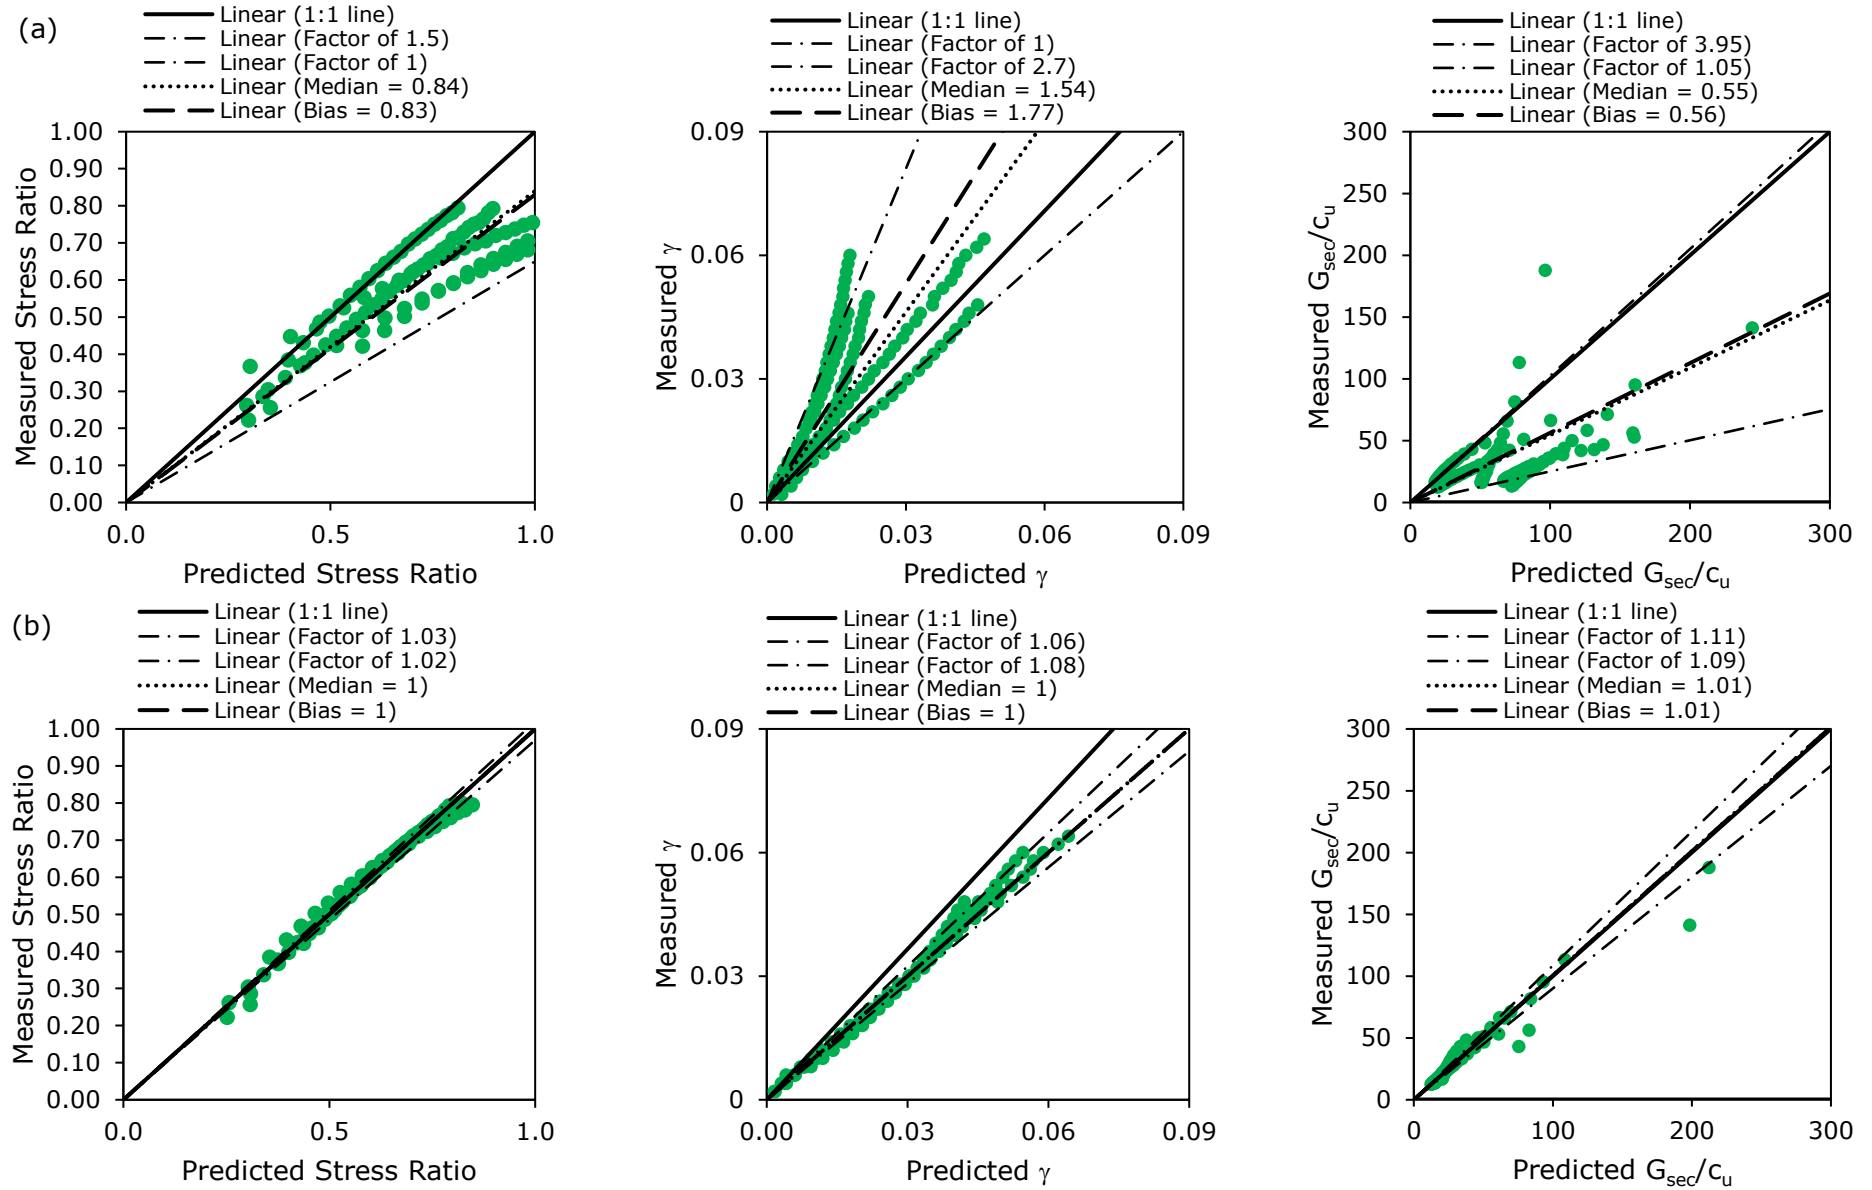 (a)
Linear (1:1 line)
Linear (Factor of 1.5)
Linear (Factor of 1)
Linear (Median = 0.84)
Linear (Bias = 0.83)
1.00
0.90
0.80
0.70
0.60
0.50
0.40
0.30
0.20
0.10
0.00
Measured Stress Ratio
0.0
0.5
1.0
Predicted Stress Ratio
Linear (1:1 line)
Linear (Factor of 1)
Linear (Factor of 2.7)
Linear (Median = 1.54)
Linear (Bias = 1.77)
0.09
0.06
0.03
0
Measured γ
0.00
0.03
0.06
0.09
Predicted γ
Linear (1:1 line)
Linear (Factor of 3.95)
Linear (Factor of 1.05)
Linear (Median = 0.55)
Linear (Bias = 0.56)
300
250
200
150
100
50
0
Measured Gsec/cu
0
100
200
300
Predicted Gsec/cu
(b)
Linear (1:1 line)
Linear (Factor of 1.03)
Linear (Factor of 1.02)
Linear (Median = 1)
Linear (Bias = 1)
1.00
0.90
0.80
0.70
0.60
0.50
0.40
0.30
0.20
0.10
0.00
Measured Stress Ratio
0.0
0.5
1.0
Predicted Stress Ratio
Linear (1:1 line)
Linear (Factor of 1.06)
Linear (Factor of 1.08)
Linear (Median = 1)
Linear (Bias = 1)
0.09
0.06
0.03
0
Measured γ
0.00
0.03
0.06
0.09
Predicted γ
Linear (1:1 line)
Linear (Factor of 1.11)
Linear (Factor of 1.09)
Linear (Median = 1.01)
Linear (Bias = 1.01)
300
250
200
150
100
50
0
Measured Gsec/cu
0
100
200
300
Predicted Gsec/cu